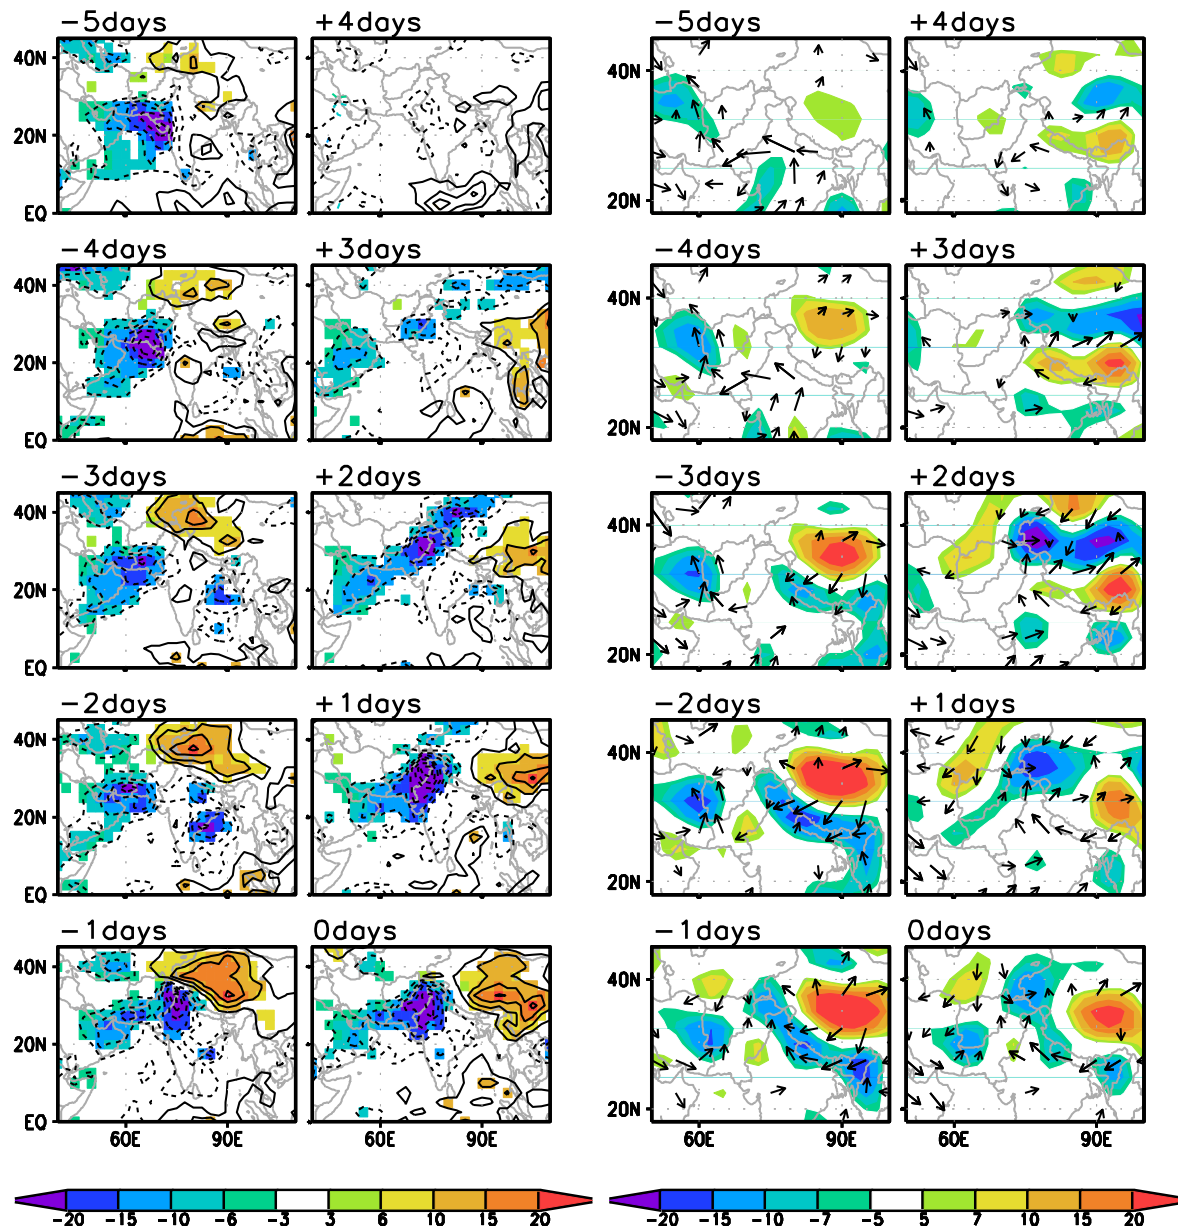 −5days +4days −5days +4days
40N 40N
20N
20N
EQ
−4days +3days −4days +3days
40N 40N
20N
20N
EQ
−3days +2days −3days +2days
40N 40N
20N
20N
EQ
−2days +1days −2days +1days
40N 40N
20N
20N
EQ
−1days 0days −1days 0days
40N 40N
20N
20N
EQ
60E 90E 60E 90E 60E 90E 60E 90E
−20 −15 −10 −6 −3 3 6 10 15 20 −20 −15 −10 −7 −5 5 7 10 15 20